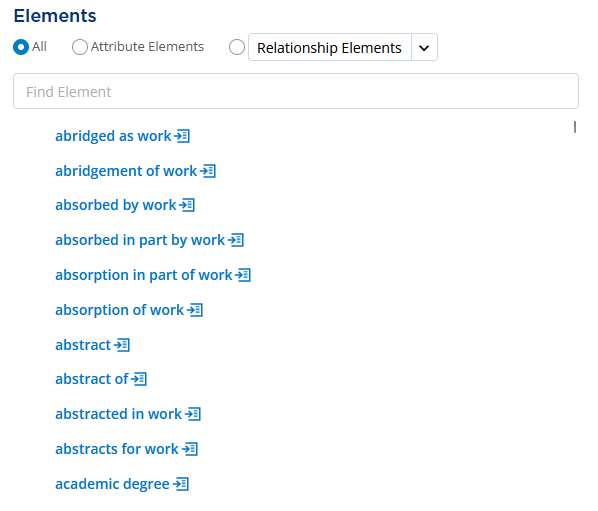 Elements
All Attribute Elements Relationship Elements
Find Element
abridged as work
abridgement of work
absorbed by work
absorbed in part by work
absorption in part of work
absorption of work
abstract
abstract of
abstracted in work
abstracts for work
academic degree